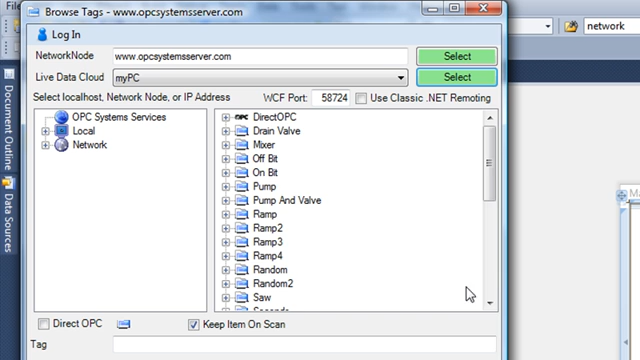 File
Browse Tags - www.opcsystemsserver.com
network
Log In
NetworkNode www.opcsystemsserver.com Select
Live Data Cloud myPC Select
Select localhost, Network Node, or IP Address WCF Port: 58724 Use Classic .NET Remoting
OPC Systems Services
Local
Network
OPC DirectOPC
Drain Valve
Mixer
Off Bit
On Bit
Pump
Pump And Valve
Ramp
Ramp2
Ramp3
Ramp4
Random
Random2
Saw
Direct OPC Keep Item On Scan
Tag
Document Outline
Data Sources